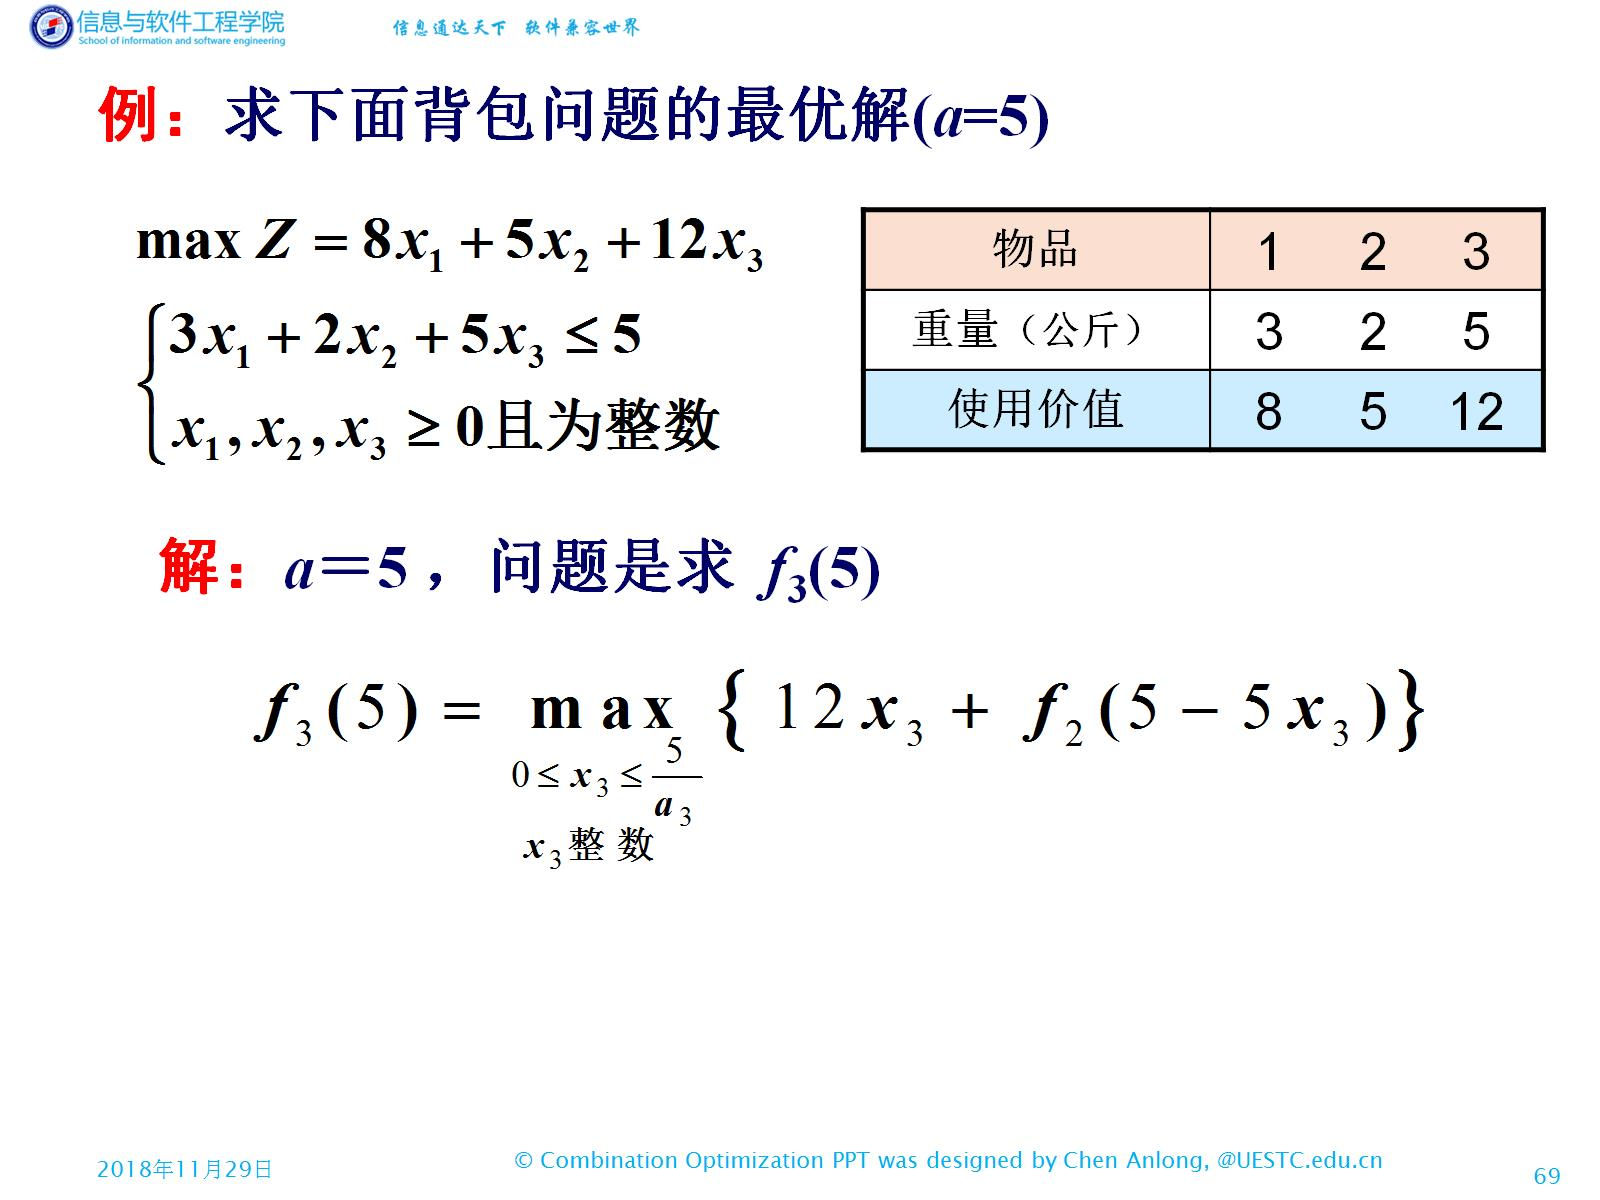 信息与软件工程学院
School of information and software engineering
信息通达天下 软件兼容世界
例：求下面背包问题的最优解(a=5)
max Z = 8x₁ + 5x₂ + 12x₃
3x₁ + 2x₂ + 5x₃ ≤ 5
x₁, x₂, x₃ ≥ 0且为整数
物品 1 2 3
重量（公斤） 3 2 5
使用价值 8 5 12
解：a＝5 ，问题是求 f₃(5)
f₃(5) = max { 12x₃ + f₂(5 − 5x₃)}
0 ≤ x₃ ≤ 5/a₃
x₃整数
2018年11月29日
© Combination Optimization PPT was designed by Chen Anlong, @UESTC.edu.cn
69